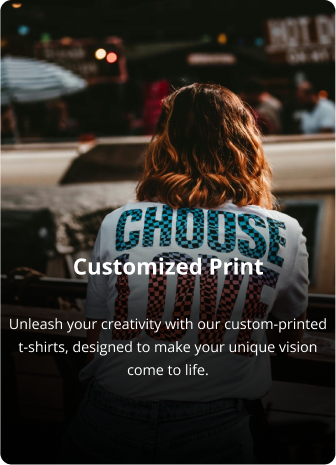 HOT D
CHOOSE
LOVE
Customized Print
Unleash your creativity with our custom-printed
t-shirts, designed to make your unique vision
come to life.